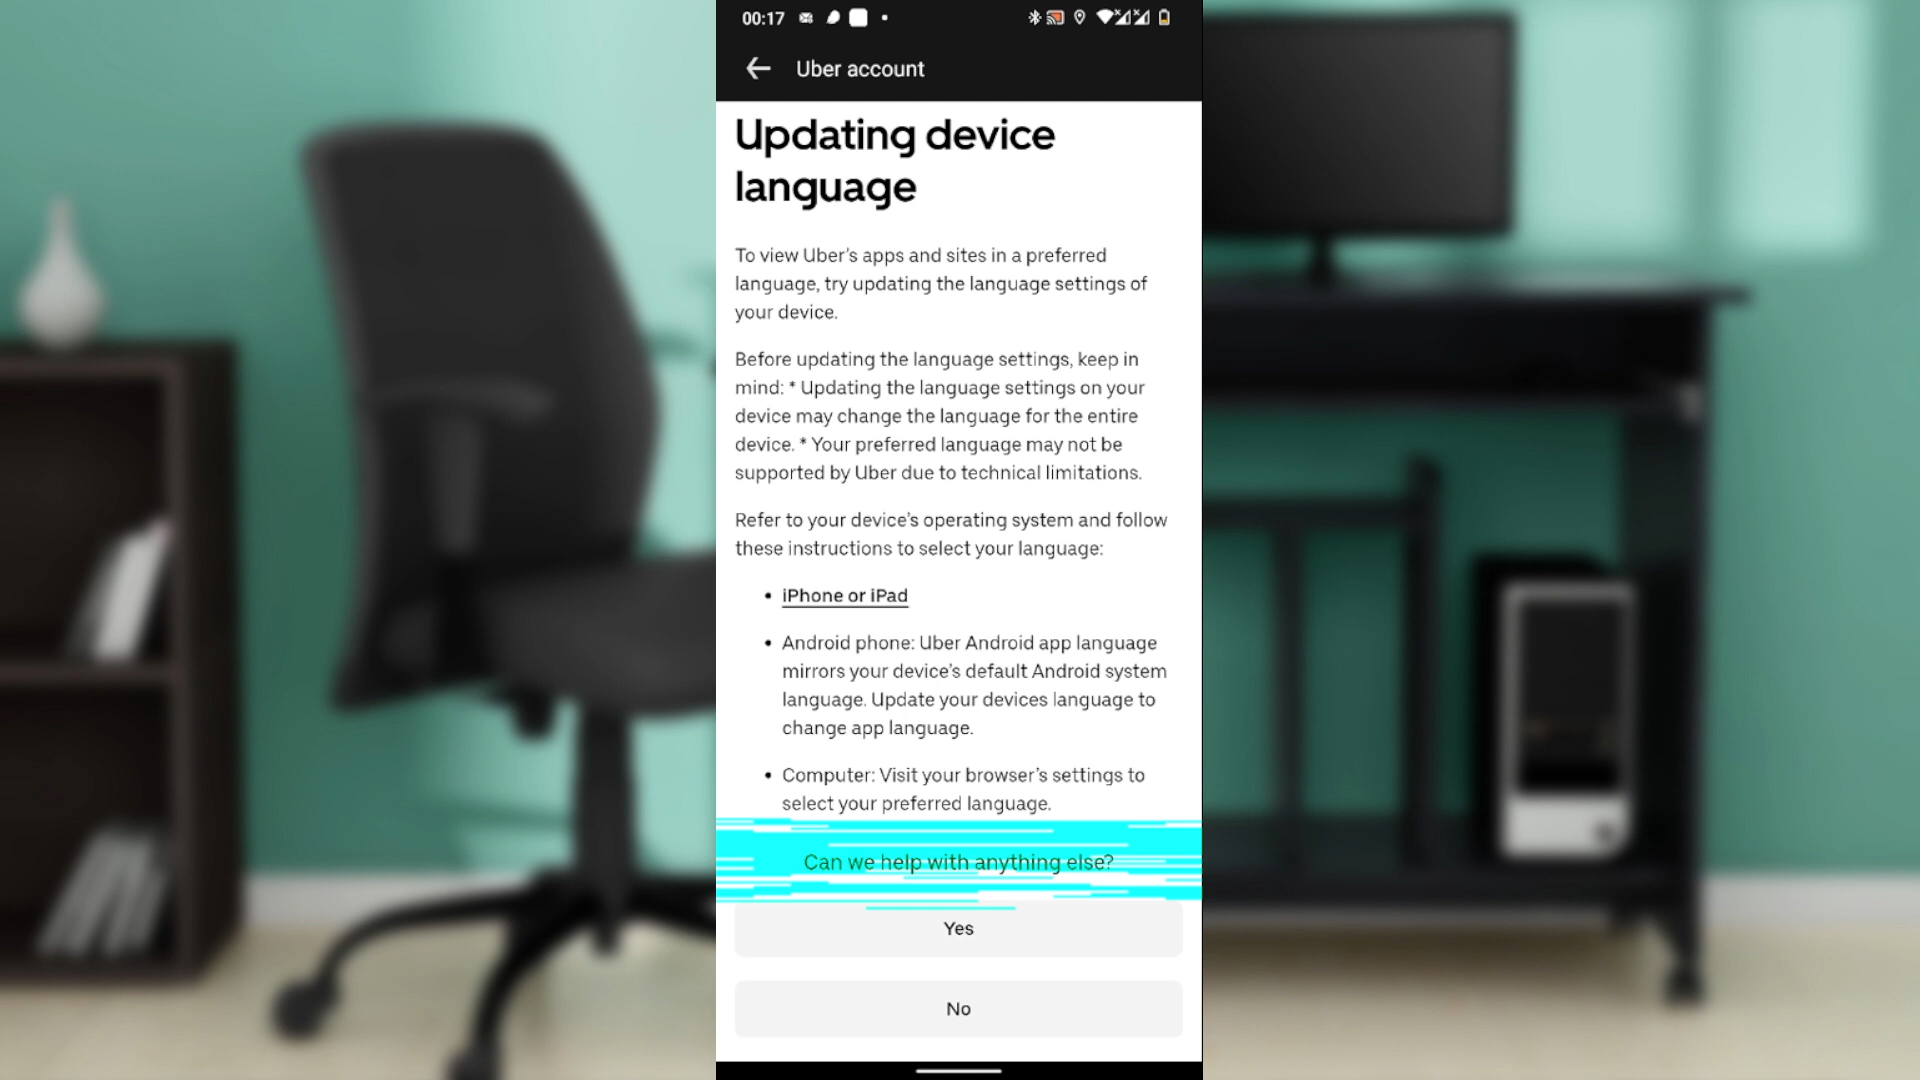 00:17
Uber account
Updating device
language
To view Uber's apps and sites in a preferred
language, try updating the language settings of
your device.
Before updating the language settings, keep in
mind: * Updating the language settings on your
device may change the language for the entire
device. * Your preferred language may not be
supported by Uber due to technical limitations.
Refer to your device's operating system and follow
these instructions to select your language:
• iPhone or iPad
• Android phone: Uber Android app language
mirrors your device's default Android system
language. Update your devices language to
change app language.
• Computer: Visit your browser's settings to
select your preferred language.
Can we help with anything else?
Yes
No